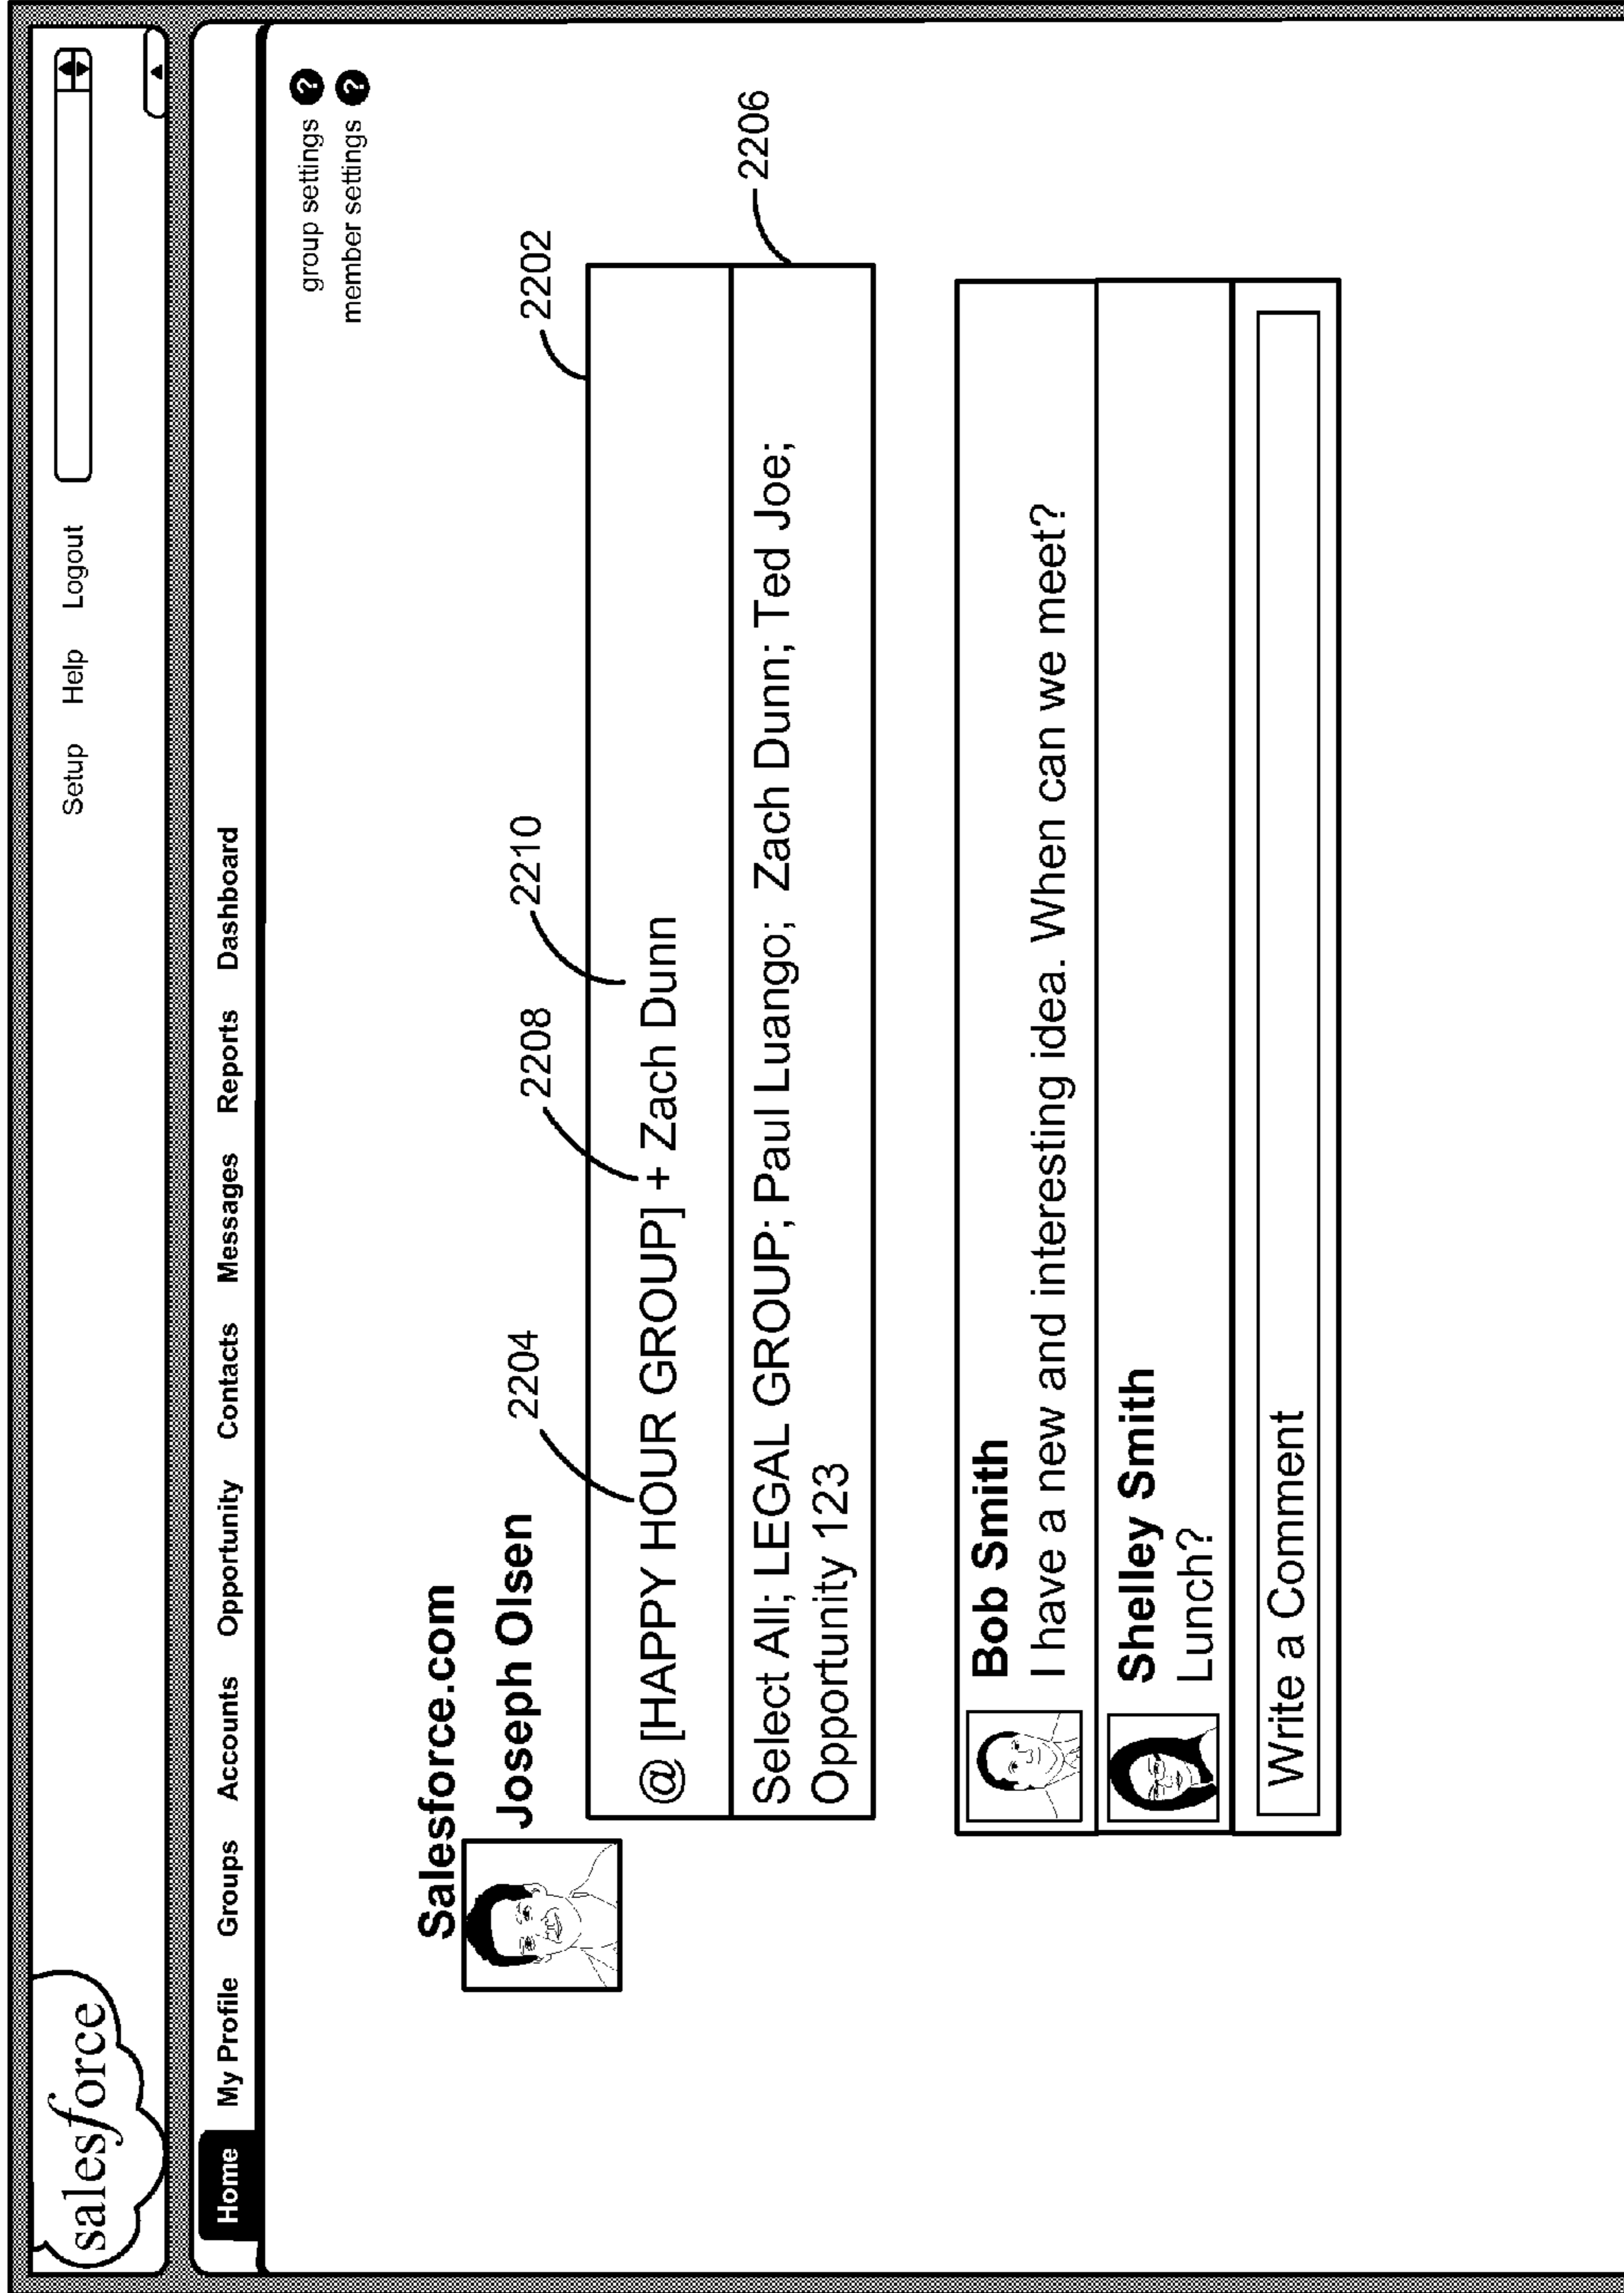 salesforce
Setup Help Logout
Home My Profile Groups Accounts Opportunity Contacts Messages Reports Dashboard
group settings ?
member settings ?
Salesforce.com
Joseph Olsen
2204
2208
2210
2202
@ [HAPPY HOUR GROUP] + Zach Dunn
2206
Select All; LEGAL GROUP; Paul Luango; Zach Dunn; Ted Joe;
Opportunity 123
Bob Smith
I have a new and interesting idea. When can we meet?
Shelley Smith
Lunch?
Write a Comment